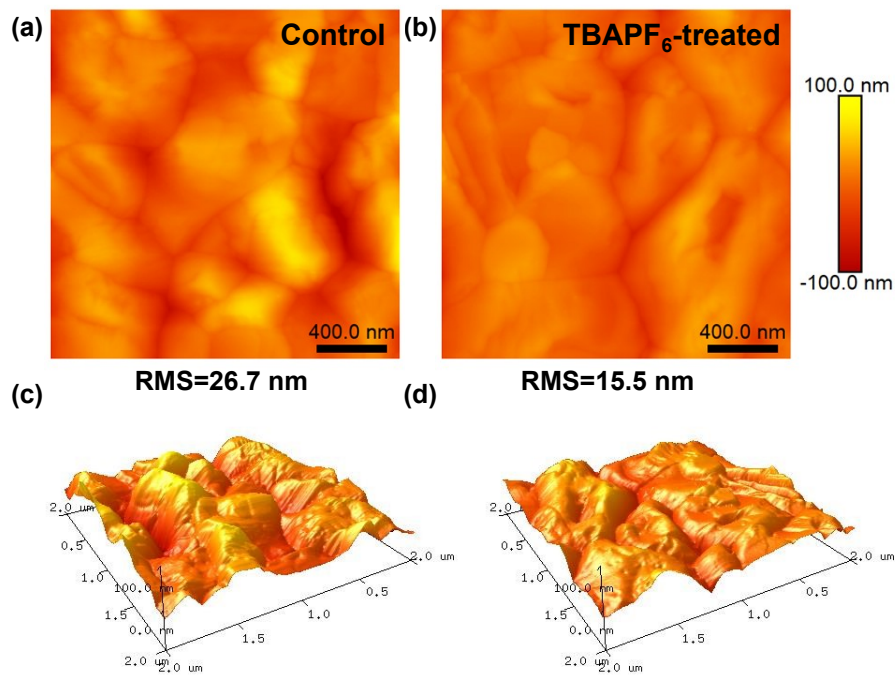 (a)
Control
(b)
TBAPF₆-treated
100.0 nm
-100.0 nm
400.0 nm
400.0 nm
RMS=26.7 nm
RMS=15.5 nm
(c)
(d)
2.0 um
0.5
1.0
1.5
2.0 um
100.0 nm
0.0 nm
2.0 um
1.5
1.0
0.5
2.0 um
2.0 um
0.5
1.0
1.5
2.0 um
100.0 nm
0.0 nm
2.0 um
1.5
1.0
0.5
2.0 um